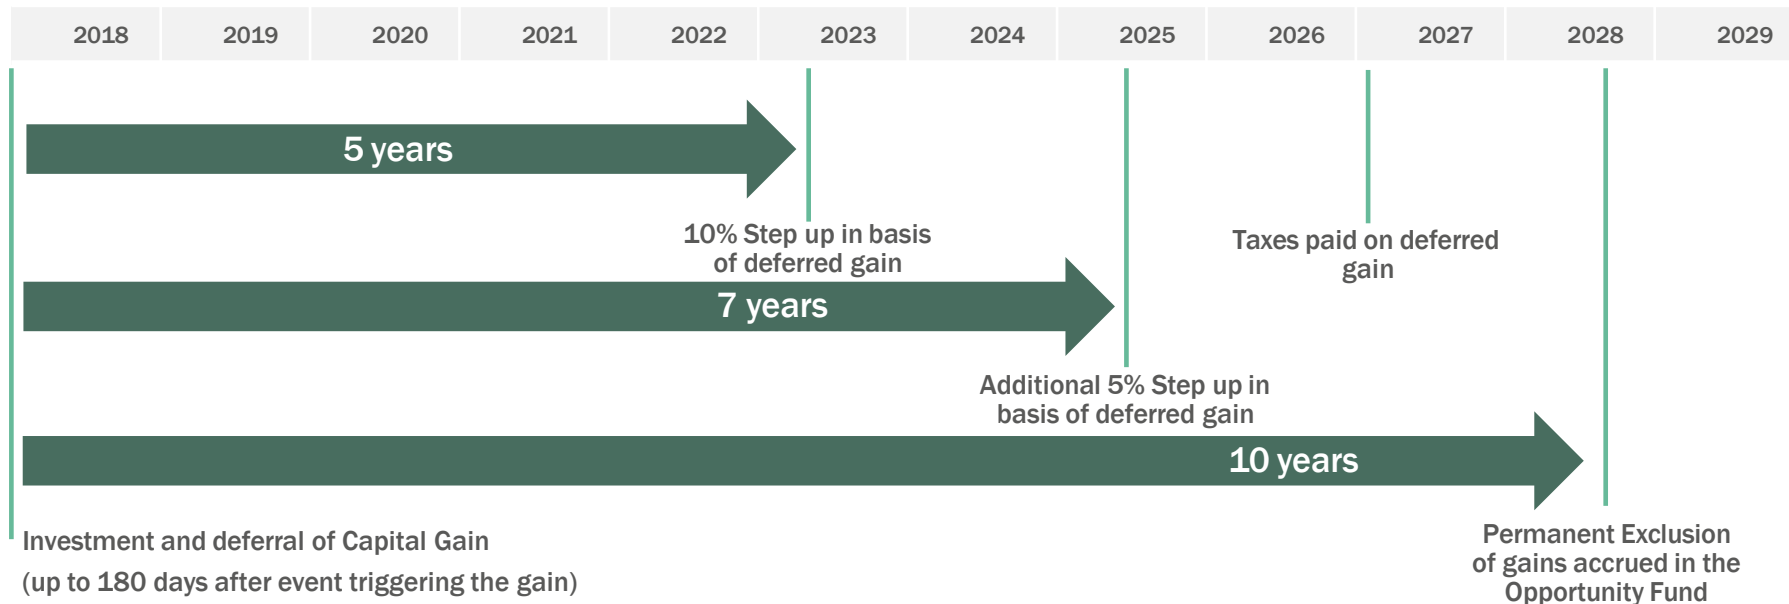 2018 2019 2020 2021 2022 2023 2024 2025 2026 2027 2028 2029
5 years
10% Step up in basis
of deferred gain
Taxes paid on deferred
gain
7 years
Additional 5% Step up in
basis of deferred gain
10 years
Investment and deferral of Capital Gain
(up to 180 days after event triggering the gain)
Permanent Exclusion
of gains accrued in the
Opportunity Fund